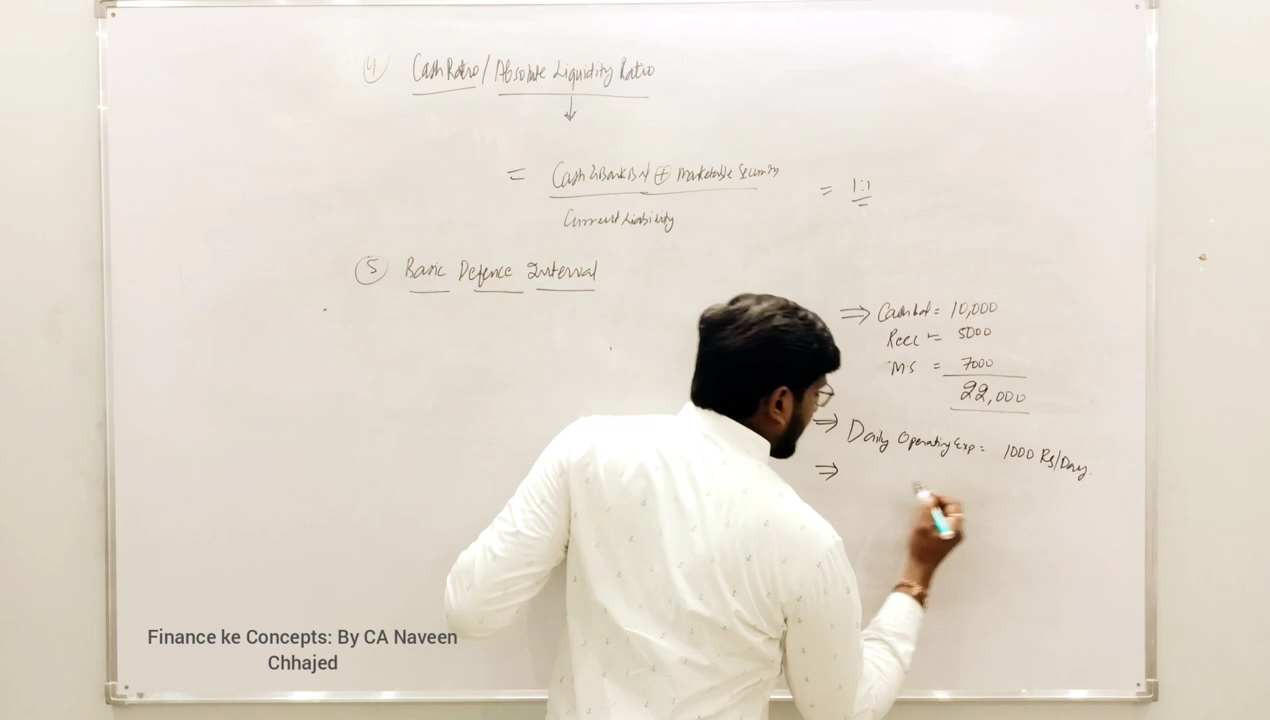 4 Cash Ratio / Absolute Liquidity Ratio
↓
= Cash & Bank Bal ⊕ Marketable Security
Current Liability
= 1:1
5 Basic Defence Interval
⇒ Cash bal = 10,000
Rec = 5000
M.S = 7000
22,000
⇒ Daily Operating Exp = 1000 Rs/Day.
⇒
Finance ke Concepts: By CA Naveen
Chhajed